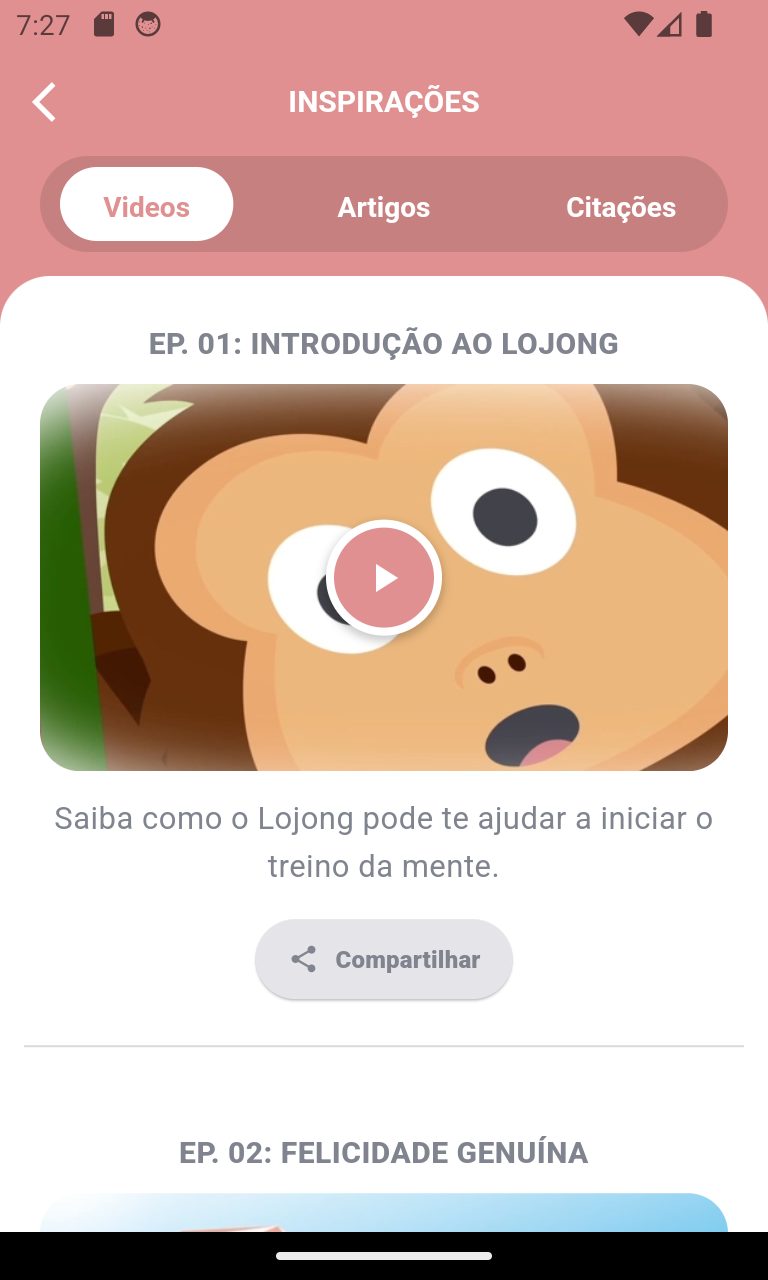 7:27
INSPIRAÇÕES
Videos
Artigos
Citações
EP. 01: INTRODUÇÃO AO LOJONG
Saiba como o Lojong pode te ajudar a iniciar o
treino da mente.
Compartilhar
EP. 02: FELICIDADE GENUÍNA